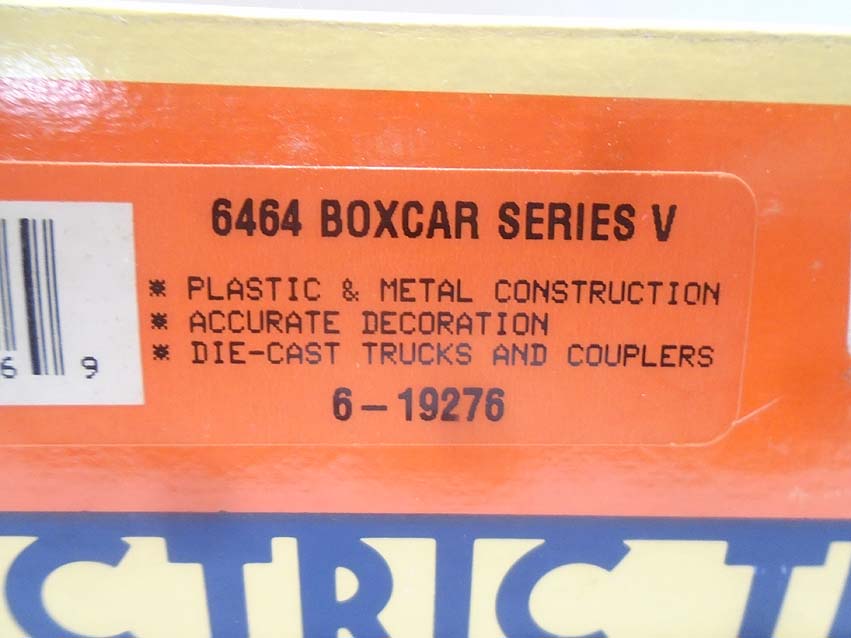 6464 BOXCAR SERIES V
* PLASTIC & METAL CONSTRUCTION
* ACCURATE DECORATION
* DIE-CAST TRUCKS AND COUPLERS
6-19276
6 9
CTRIC T